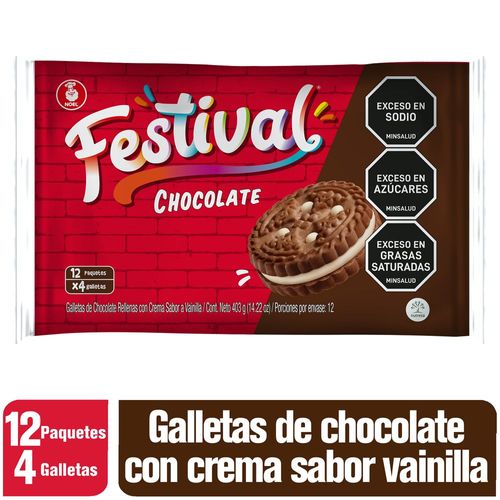 NOEL
Festival
CHOCOLATE
EXCESO EN
SODIO
MINSALUD
EXCESO EN
AZÚCARES
MINSALUD
EXCESO EN
GRASAS
SATURADAS
MINSALUD
12 Paquetes
x4 galletas
Galletas de Chocolate Rellenas con Crema Sabor a Vainilla / Cont. Neto 403 g (14.22 oz) / Porciones por envase: 12
nutresa
12 Paquetes
4 Galletas
Galletas de chocolate
con crema sabor vainilla